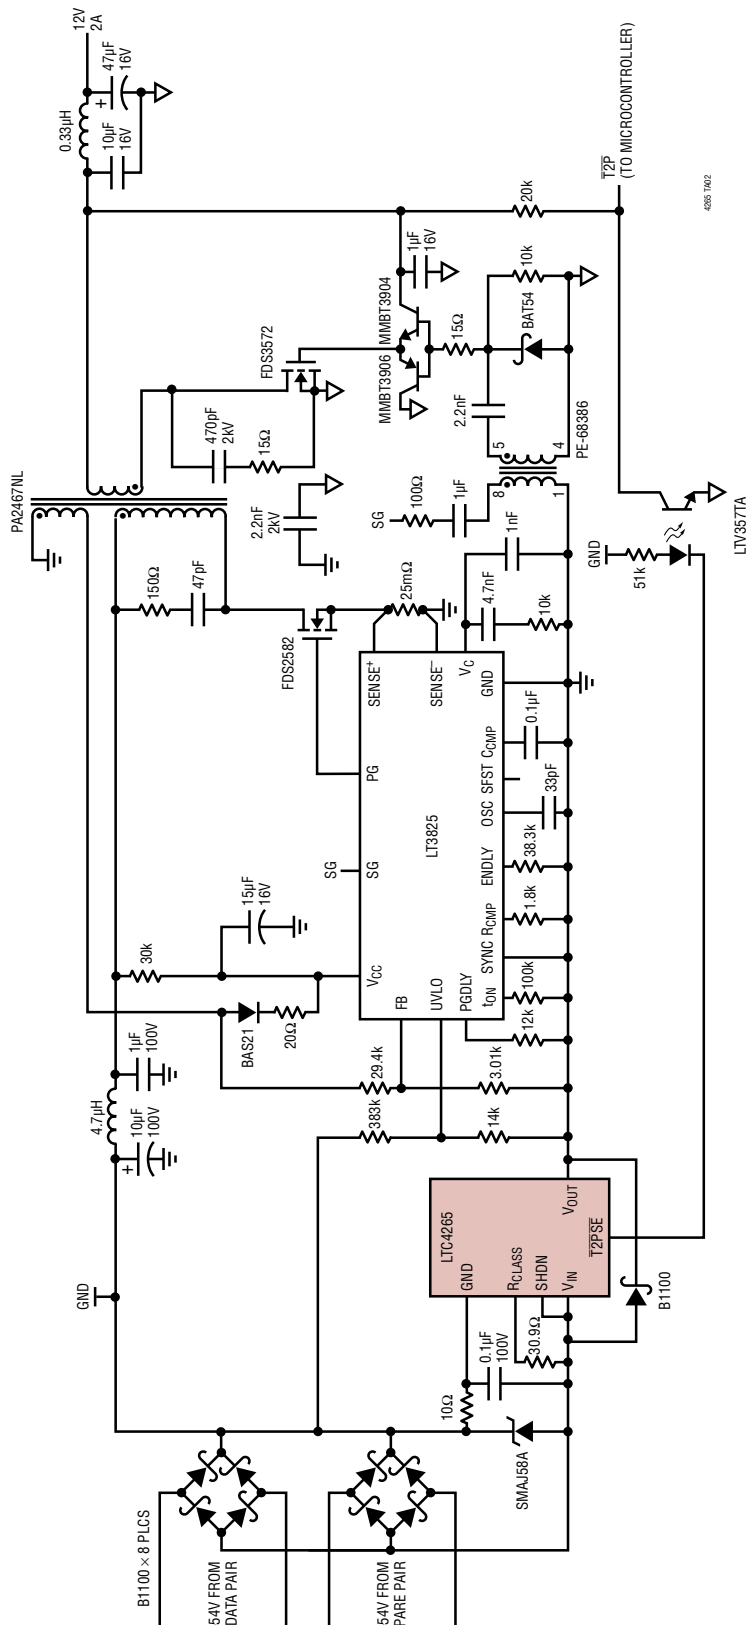 B1100 × 8 PLCS
54V FROM
DATA PAIR
54V FROM
PARE PAIR
GND
10Ω
SMAJ58A
0.1µF
100V
30.9Ω
LTC4265
GND
RCLASS
SHDN
VIN
VOUT
T2PSE
B1100
+
10µF
100V
4.7µH
1µF
100V
383k
14k
29.4k
3.01k
BAS21
20Ω
30k
15µF
16V
SG
12k
100k
1.8k
38.3k
33pF
0.1µF
LT3825
FB
UVLO
PGDLY
tON
SYNC
RCMP
ENDLY
OSC
SFST
CCMP
GND
VC
SENSE–
SENSE+
PG
SG
VCC
FDS2582
25mΩ
4.7nF
10k
1nF
150Ω
47pF
PA2467NL
2.2nF
2kV
470pF
2kV
15Ω
FDS3572
SG
100Ω
1µF
8
1
5
4
PE-68386
2.2nF
BAT54
10k
15Ω
MMBT3906
MMBT3904
1µF
16V
20k
GND
51k
LTV357TA
T2P
(TO MICROCONTROLLER)
0.33µH
10µF
16V
+
47µF
16V
12V
2A
4265 TA02